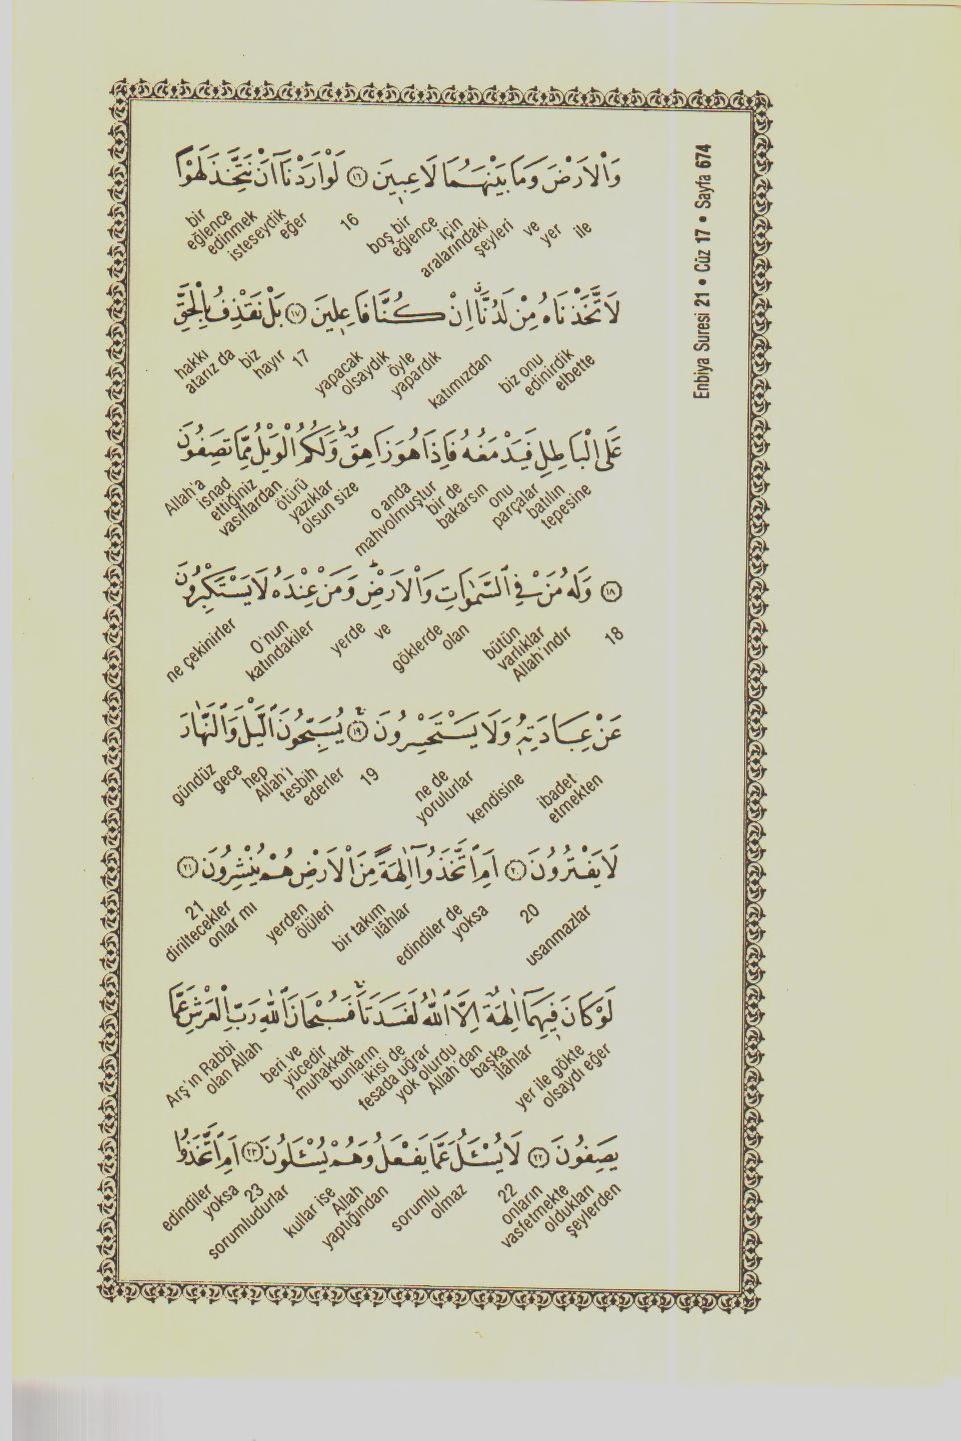 Enbiya Suresi 21 • Cüz 17 • Sayfa 674
وَالْاَرْضَ وَمَا بَيْنَهُمَا لَاعِبِينَ ﴿١٦﴾ لَوْ اَرَدْنَٓا اَنْ نَتَّخِذَ لَهْوًا
ile yer ve aralarındaki şeyleri için boş bir eğlence 16 eğer isteseydik edinmek bir eğlence
لَاتَّخَذْنَاهُ مِنْ لَدُنَّٓا اِنْ كُنَّا فَاعِلِينَ ﴿١٧﴾ بَلْ نَقْذِفُ بِالْحَقِّ
elbette biz onu edinirdik katımızdan öyle yapardık yapacak olsaydık 17 hayır biz hakkı atarız da
عَلَى الْبَاطِلِ فَيَدْمَغُهُ فَاِذَا هُوَ زَاهِقٌ وَلَكُمُ الْوَيْلُ مِمَّا تَصِفُونَ
batılın tepesine onu parçalar bir de bakarsın o anda mahvolmuştur yazıklar olsun size ötürü Allah'a isnad ettiğiniz vasıflardan
﴿١٨﴾ وَلَهُ مَنْ فِي السَّمٰوَاتِ وَالْاَرْضِ وَمَنْ عِنْدَهُ لَا يَسْتَكْبِرُونَ
18 bütün varlıklar Allah'ındır göklerde olan ve yerde O'nun katındakiler ne çekinirler
عَنْ عِبَادَتِهِ وَلَا يَسْتَحْسِرُونَ ﴿١٩﴾ يُسَبِّحُونَ الَّيْلَ وَالنَّهَارَ
ibadet etmekten kendisine ne de yorulurlar 19 hep Allah'ı tesbih ederler gece gündüz
لَا يَفْتُرُونَ ﴿٢٠﴾ اَمِ اتَّخَذُٓوا اٰلِهَةً مِنَ الْاَرْضِ هُمْ يُنْشِرُونَ ﴿٢١﴾
usanmazlar 20 yoksa edindiler de bir takım ilâhlar yerden ölüleri onlar mı diriltecekler 21
لَوْ كَانَ فِيهِمَٓا اٰلِهَةٌ اِلَّا اللّٰهُ لَفَسَدَتَا فَسُبْحَانَ اللّٰهِ رَبِّ الْعَرْشِ عَمَّا
yer ile gökte olsaydı eğer başka ilâhlar Allah'dan ikisi de fesada uğrar yok olurdu bunların muhakkak yücedir beri ve Arş'ın Rabbi olan Allah
يَصِفُونَ ﴿٢٢﴾ لَا يُسْـَٔلُ عَمَّا يَفْعَلُ وَهُمْ يُسْـَٔلُونَ ﴿٢٣﴾ اَمِ اتَّخَذُوا
22 onların vasfetmekte oldukları şeylerden sorumlu olmaz Allah yaptığından kullar ise sorumludurlar 23 yoksa edindiler